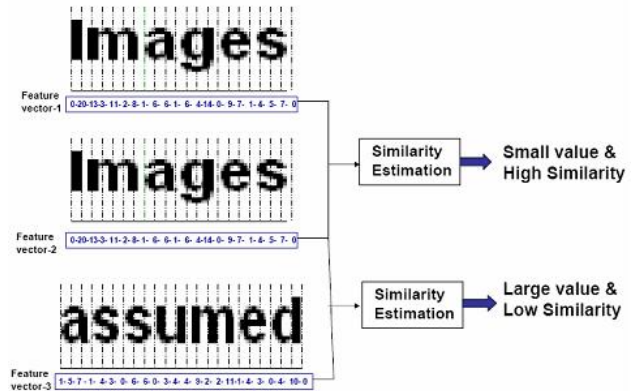 Images
Feature
vector-1
0-20-13-3- 11-2- 8- 1- 6- 6- 1- 6- 4-14- 0- 9- 7- 1- 4- 5- 7- 0
Similarity
Estimation
Small value &
High Similarity
Images
Feature
vector-2
0-20-13-3- 11-2- 8- 1- 6- 6- 1- 6- 4-14- 0- 9- 7- 1- 4- 5- 7- 0
Similarity
Estimation
Large value &
Low Similarity
assumed
Feature
vector-3
1- 5- 7- 1- 4- 3- 0- 6- 6- 0- 3- 4- 4- 9- 2- 2- 11-1- 4- 3- 0- 4- 10- 0